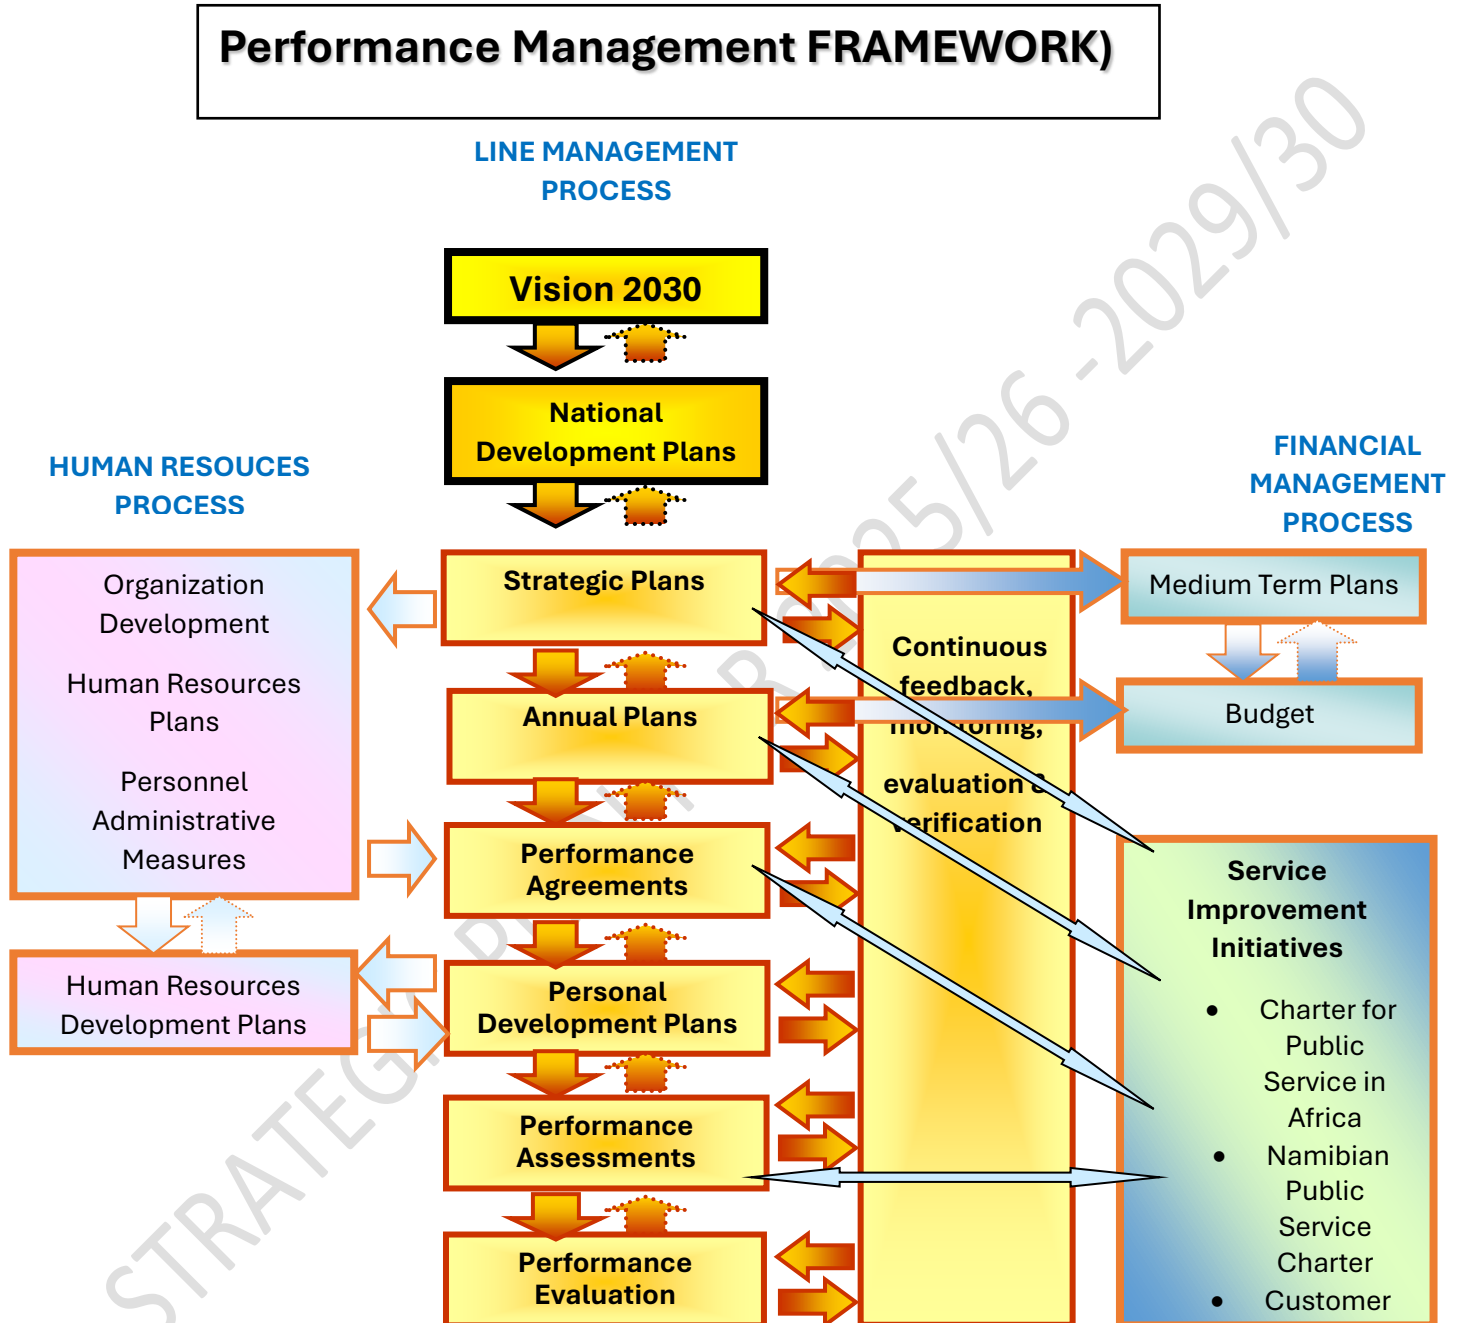 Performance Management FRAMEWORK)
LINE MANAGEMENT
PROCESS
Vision 2030
National
Development Plans
HUMAN RESOUCES
PROCESS
FINANCIAL
MANAGEMENT
PROCESS
Organization
Development
Human Resources
Plans
Personnel
Administrative
Measures
Human Resources
Development Plans
Strategic Plans
Annual Plans
Performance
Agreements
Personal
Development Plans
Performance
Assessments
Performance
Evaluation
Continuous
feedback,
monitoring,
evaluation &
verification
Medium Term Plans
Budget
Service
Improvement
Initiatives
• Charter for
Public
Service in
Africa
• Namibian
Public
Service
Charter
• Customer
STRATEGIC 2025/26 -2029/30